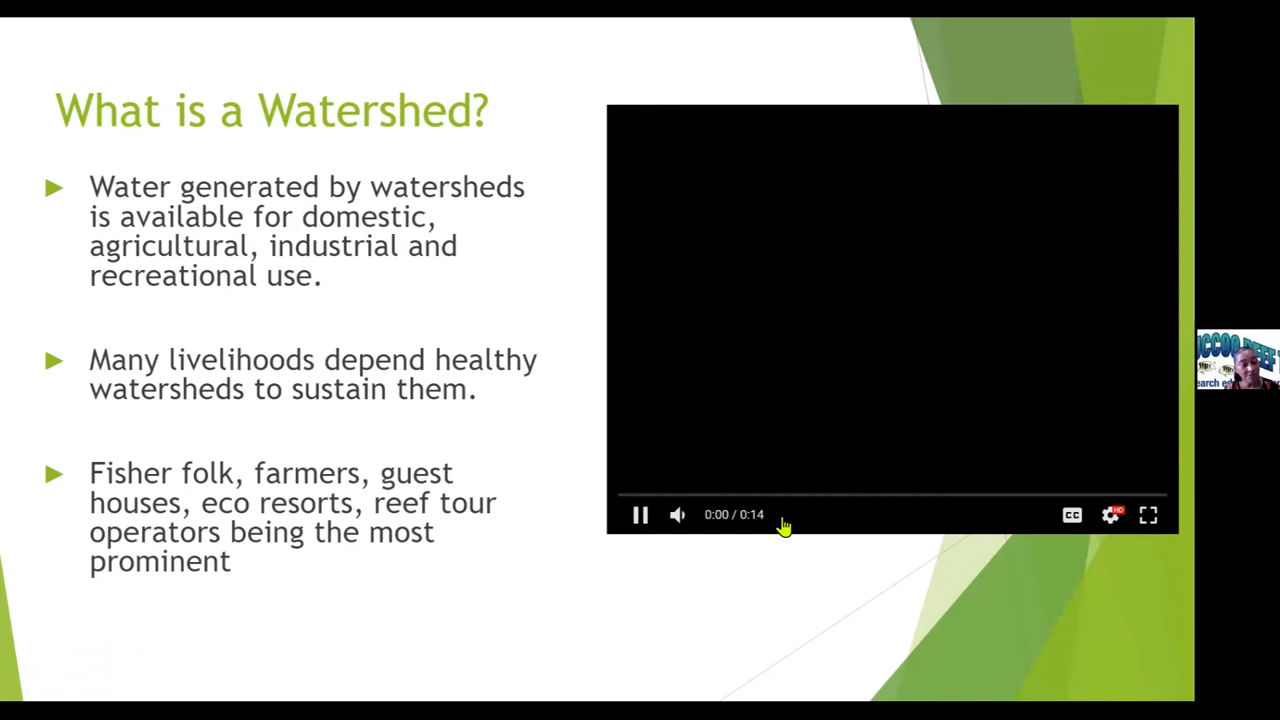 What is a Watershed?
Water generated by watersheds
is available for domestic,
agricultural, industrial and
recreational use.
Many livelihoods depend healthy
watersheds to sustain them.
Fisher folk, farmers, guest
houses, eco resorts, reef tour
operators being the most
prominent
0:00 / 0:14
CC
HD